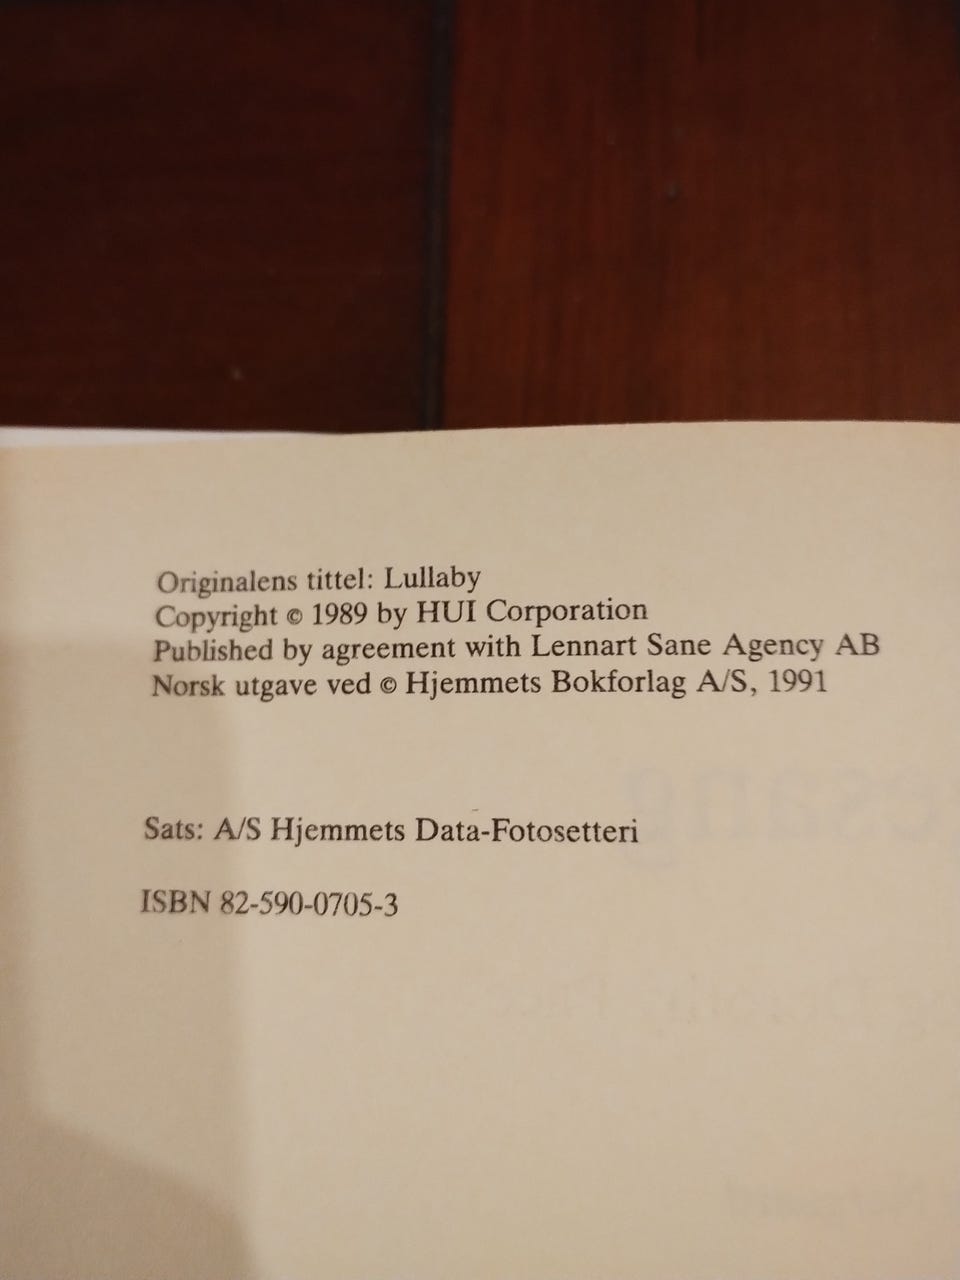 Originalens tittel: Lullaby
Copyright © 1989 by HUI Corporation
Published by agreement with Lennart Sane Agency AB
Norsk utgave ved © Hjemmets Bokforlag A/S, 1991
Sats: A/S Hjemmets Data-Fotosetteri
ISBN 82-590-0705-3